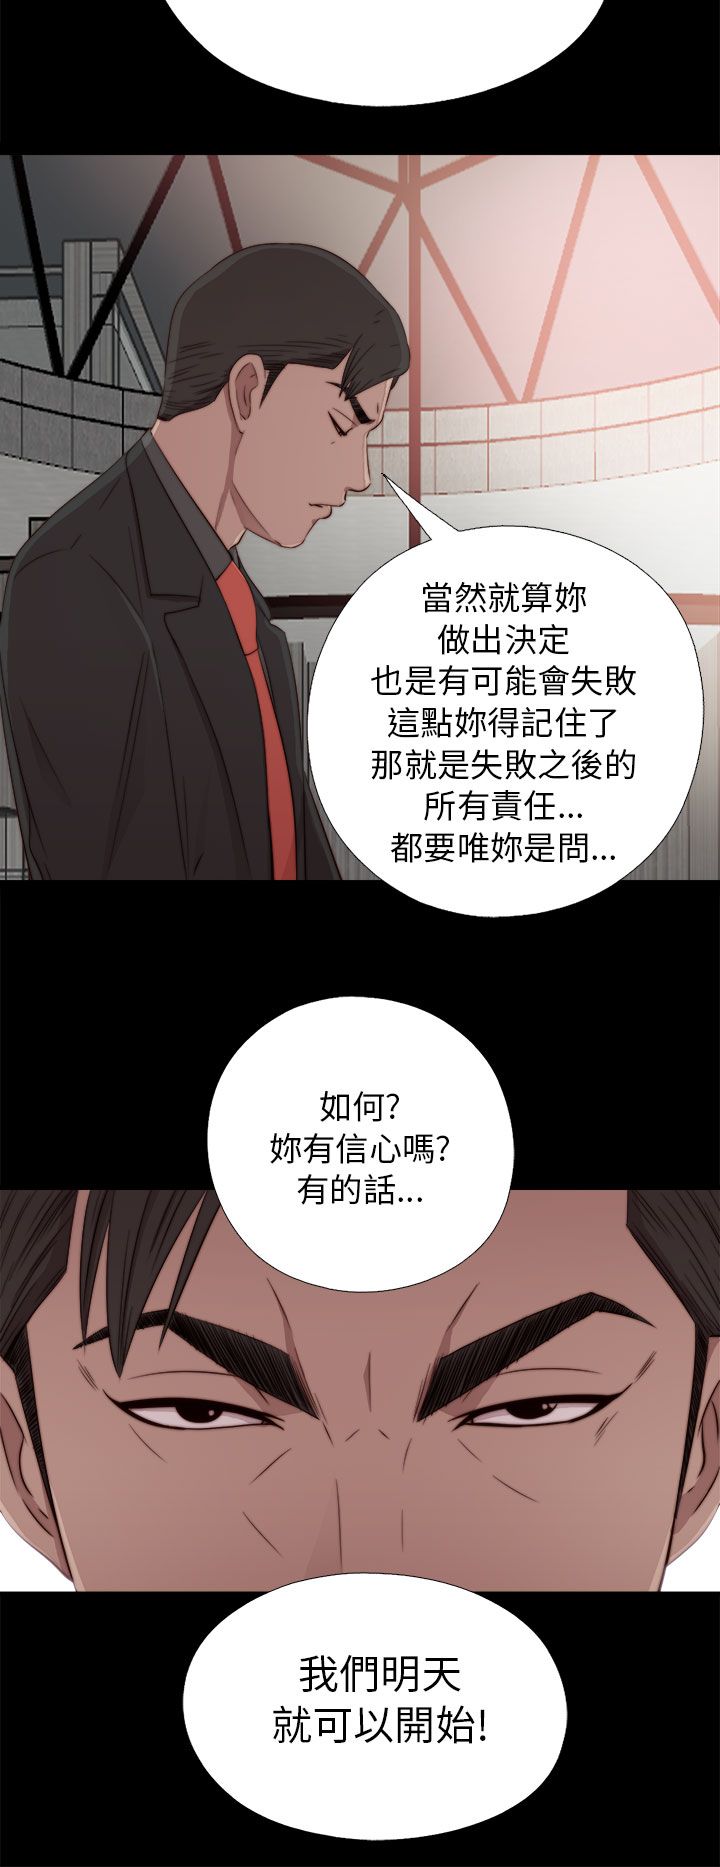 當然就算妳
做出決定
也是有可能會失敗
這點妳得記住了
那就是失敗之後的
所有責任...
都要唯妳是問...
如何?
妳有信心嗎?
有的話...
我們明天
就可以開始!